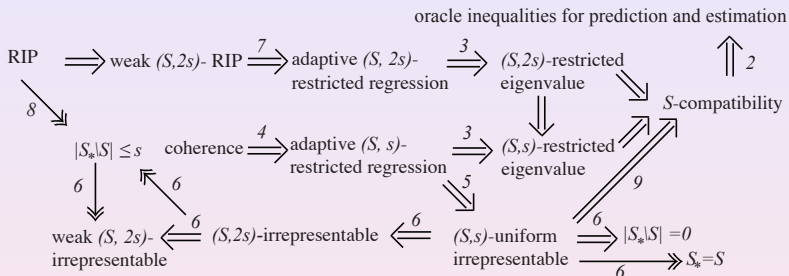 oracle inequalities for prediction and estimation
RIP
weak (S,2s)- RIP
7
adaptive (S, 2s)-
restricted regression
3
(S,2s)-restricted
eigenvalue
2
8
S-compatibility
|S*\S| ≤ s
coherence
4
adaptive (S, s)-
restricted regression
3
(S,s)-restricted
eigenvalue
6
6
5
9
weak (S, 2s)-
irrepresentable
6
(S,2s)-irrepresentable
6
(S,s)-uniform
irrepresentable
6
|S*\S| =0
6
S*=S